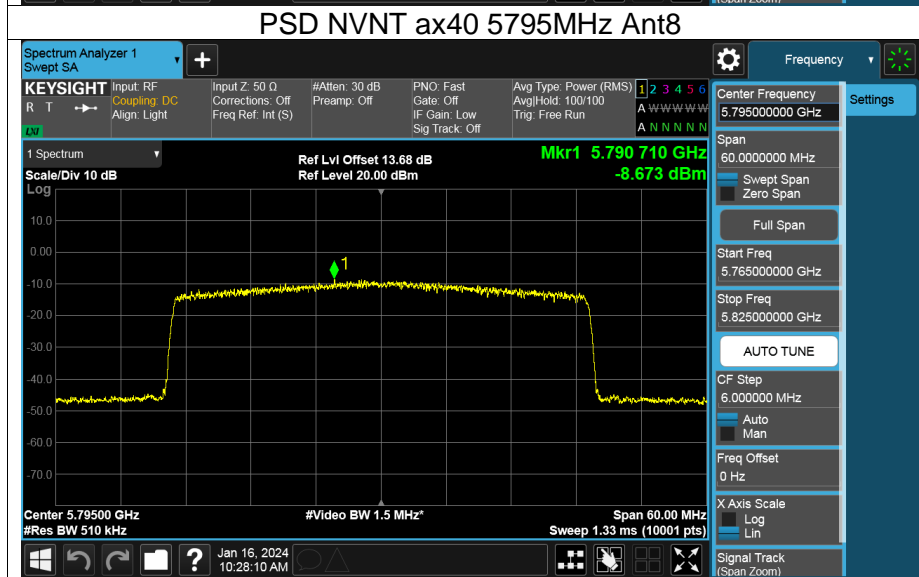 (Span Zoom)
PSD NVNT ax40 5795MHz Ant8
Spectrum Analyzer 1
Swept SA
+
Frequency
KEYSIGHT
R T
LXI
Input: RF
Coupling: DC
Align: Light
Input Z: 50 Ω
Corrections: Off
Freq Ref: Int (S)
#Atten: 30 dB
Preamp: Off
PNO: Fast
Gate: Off
IF Gain: Low
Sig Track: Off
Avg Type: Power (RMS)
Avg|Hold: 100/100
Trig: Free Run
1 2 3 4 5 6
A W W W W W
A N N N N N
1 Spectrum
Scale/Div 10 dB
Log
Ref Lvl Offset 13.68 dB
Ref Level 20.00 dBm
Mkr1 5.790 710 GHz
-8.673 dBm
10.0
0.00
-10.0
-20.0
-30.0
-40.0
-50.0
-60.0
-70.0
1
Center 5.79500 GHz
#Res BW 510 kHz
#Video BW 1.5 MHz*
Span 60.00 MHz
Sweep 1.33 ms (10001 pts)
Center Frequency
5.795000000 GHz
Span
60.0000000 MHz
Swept Span
Zero Span
Full Span
Start Freq
5.765000000 GHz
Stop Freq
5.825000000 GHz
AUTO TUNE
CF Step
6.000000 MHz
Auto
Man
Freq Offset
0 Hz
X Axis Scale
Log
Lin
Signal Track
(Span Zoom)
Settings
?
Jan 16, 2024
10:28:10 AM